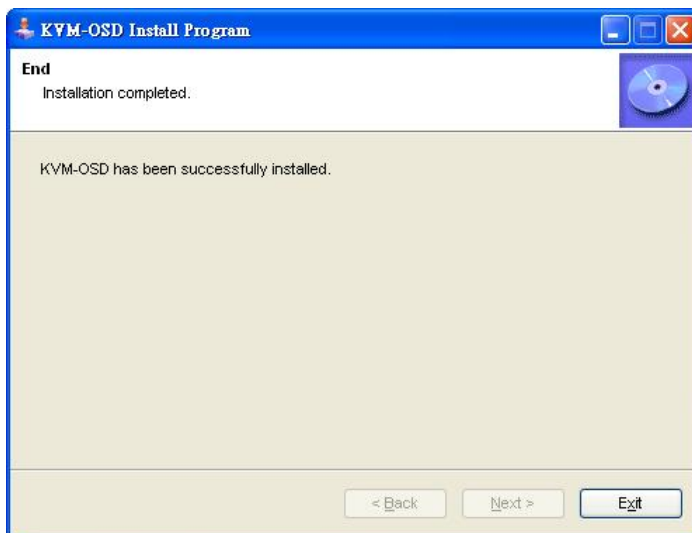 KVM-OSD Install Program
End
Installation completed.
KVM-OSD has been successfully installed.
< Back
Next >
Exit